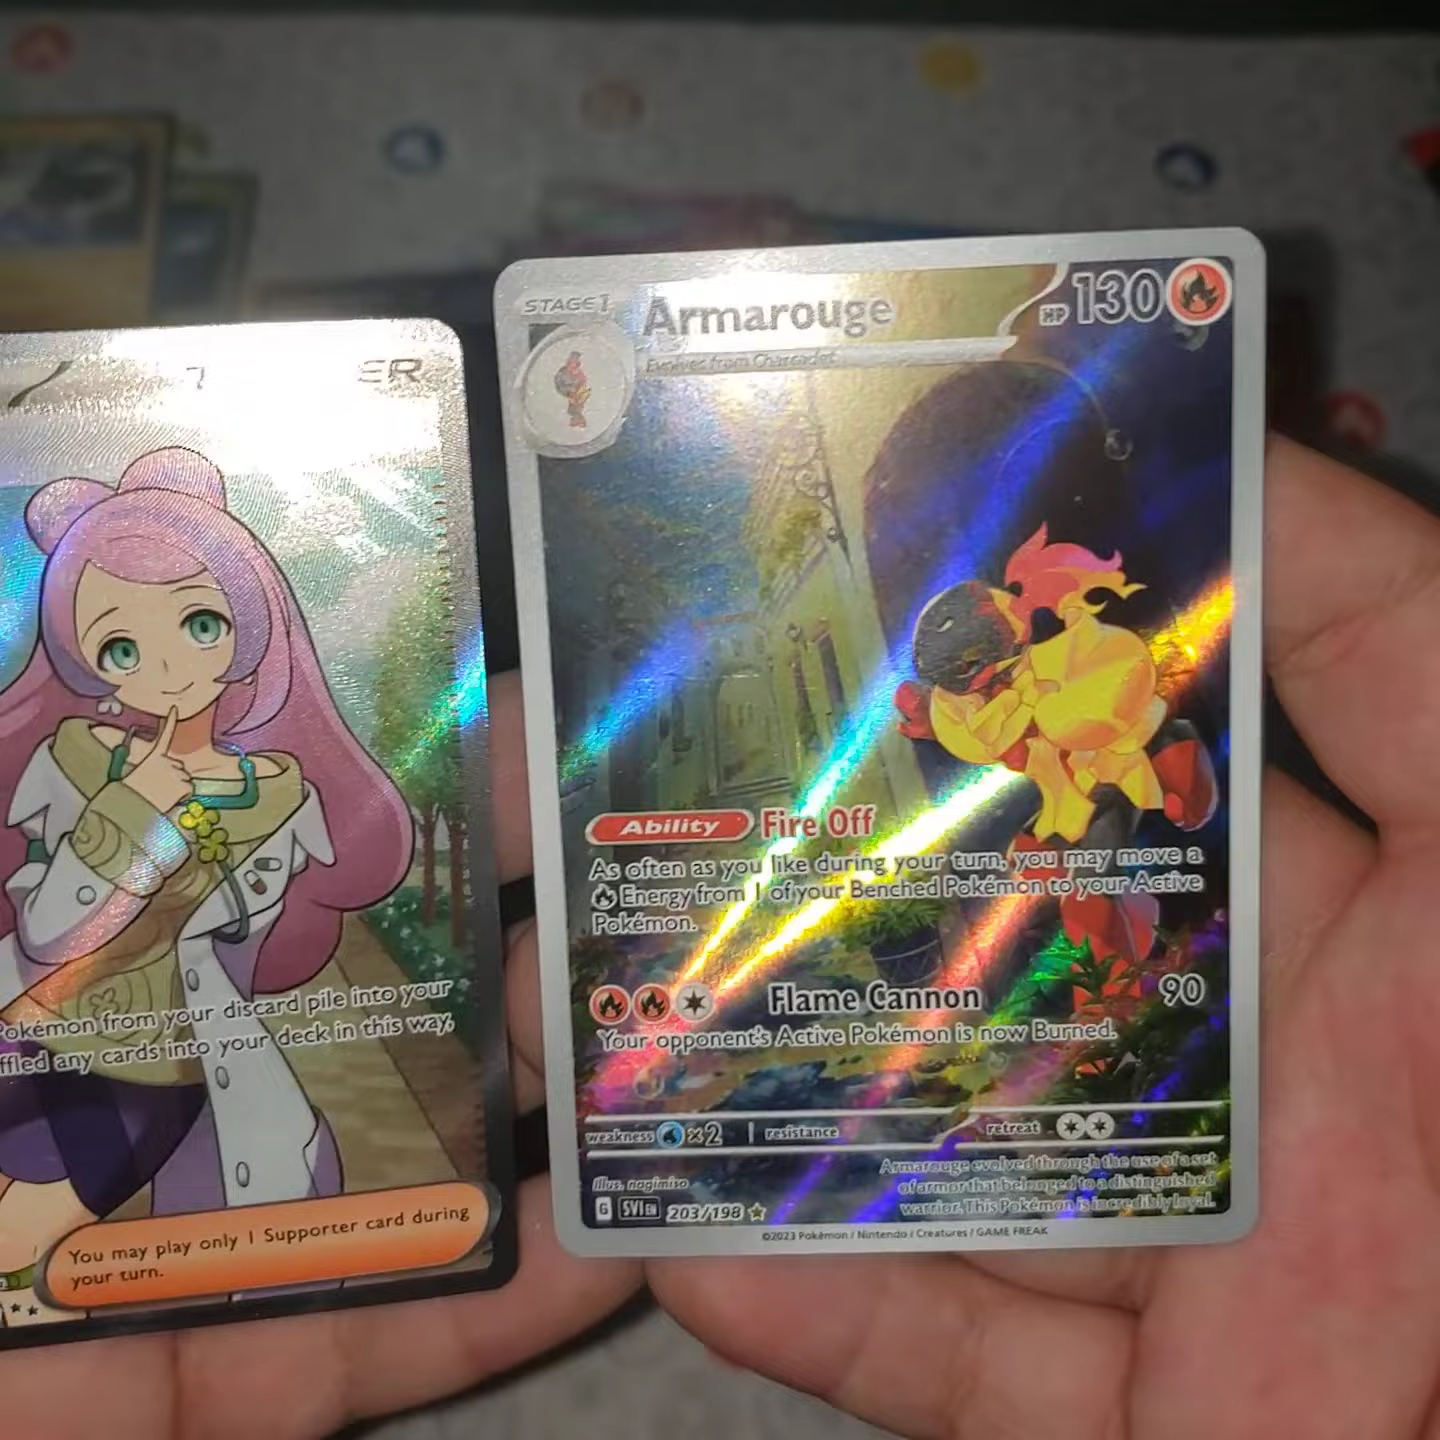 ER
Pokémon from your discard pile into your
ffled any cards into your deck in this way,
You may play only 1 Supporter card during
your turn.
STAGE 1
Armarouge
HP 130
Evolves from Charcadet
Ability Fire Off
As often as you like during your turn, you may move a
Energy from 1 of your Benched Pokémon to your Active
Pokémon.
Flame Cannon 90
Your opponent's Active Pokémon is now Burned.
weakness ×2 resistance retreat
Armarouge evolved through the use of a set
of armor that belonged to a distinguished
warrior. This Pokémon is incredibly loyal.
Illus. nagimiso
G SVI EN 203/198
©2023 Pokémon / Nintendo / Creatures / GAME FREAK